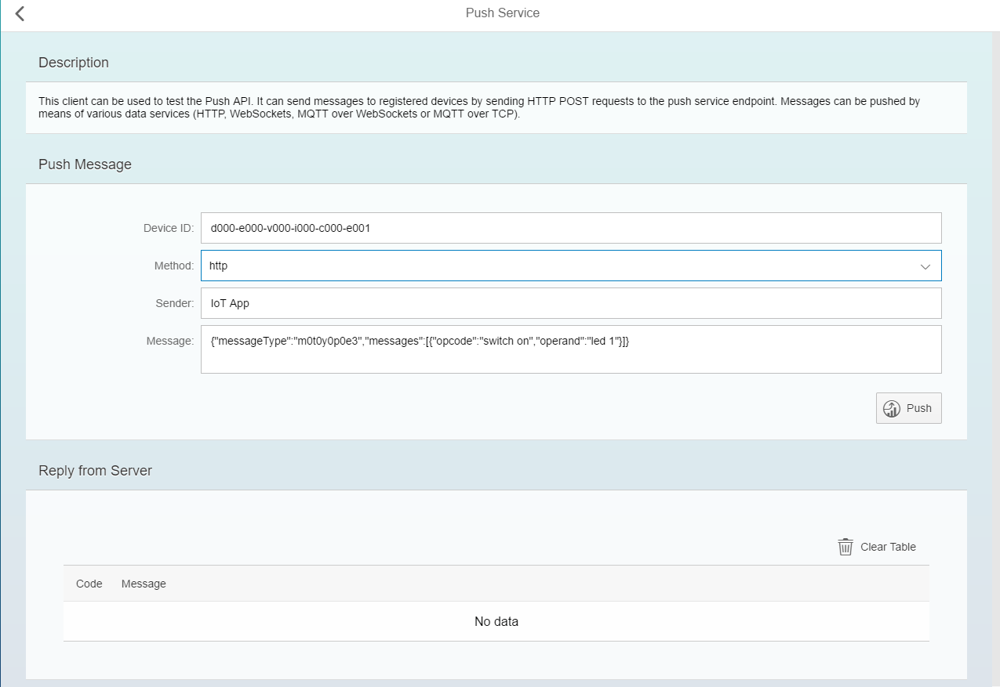 Push Service
Description
This client can be used to test the Push API. It can send messages to registered devices by sending HTTP POST requests to the push service endpoint. Messages can be pushed by
means of various data services (HTTP, WebSockets, MQTT over WebSockets or MQTT over TCP).
Push Message
Device ID: d000-e000-v000-i000-c000-e001
Method: http
Sender: IoT App
Message: {"messageType":"m0t0y0p0e3","messages":[{"opcode":"switch on","operand":"led 1"}]}
Push
Reply from Server
Clear Table
Code Message
No data